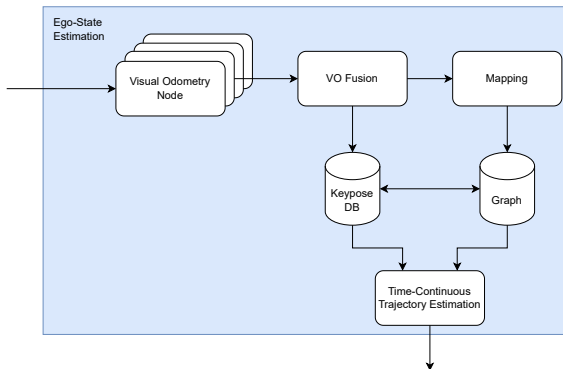 Ego-State
Estimation
Visual Odometry
Node
VO Fusion
Mapping
Keypose
DB
Graph
Time-Continuous
Trajectory Estimation